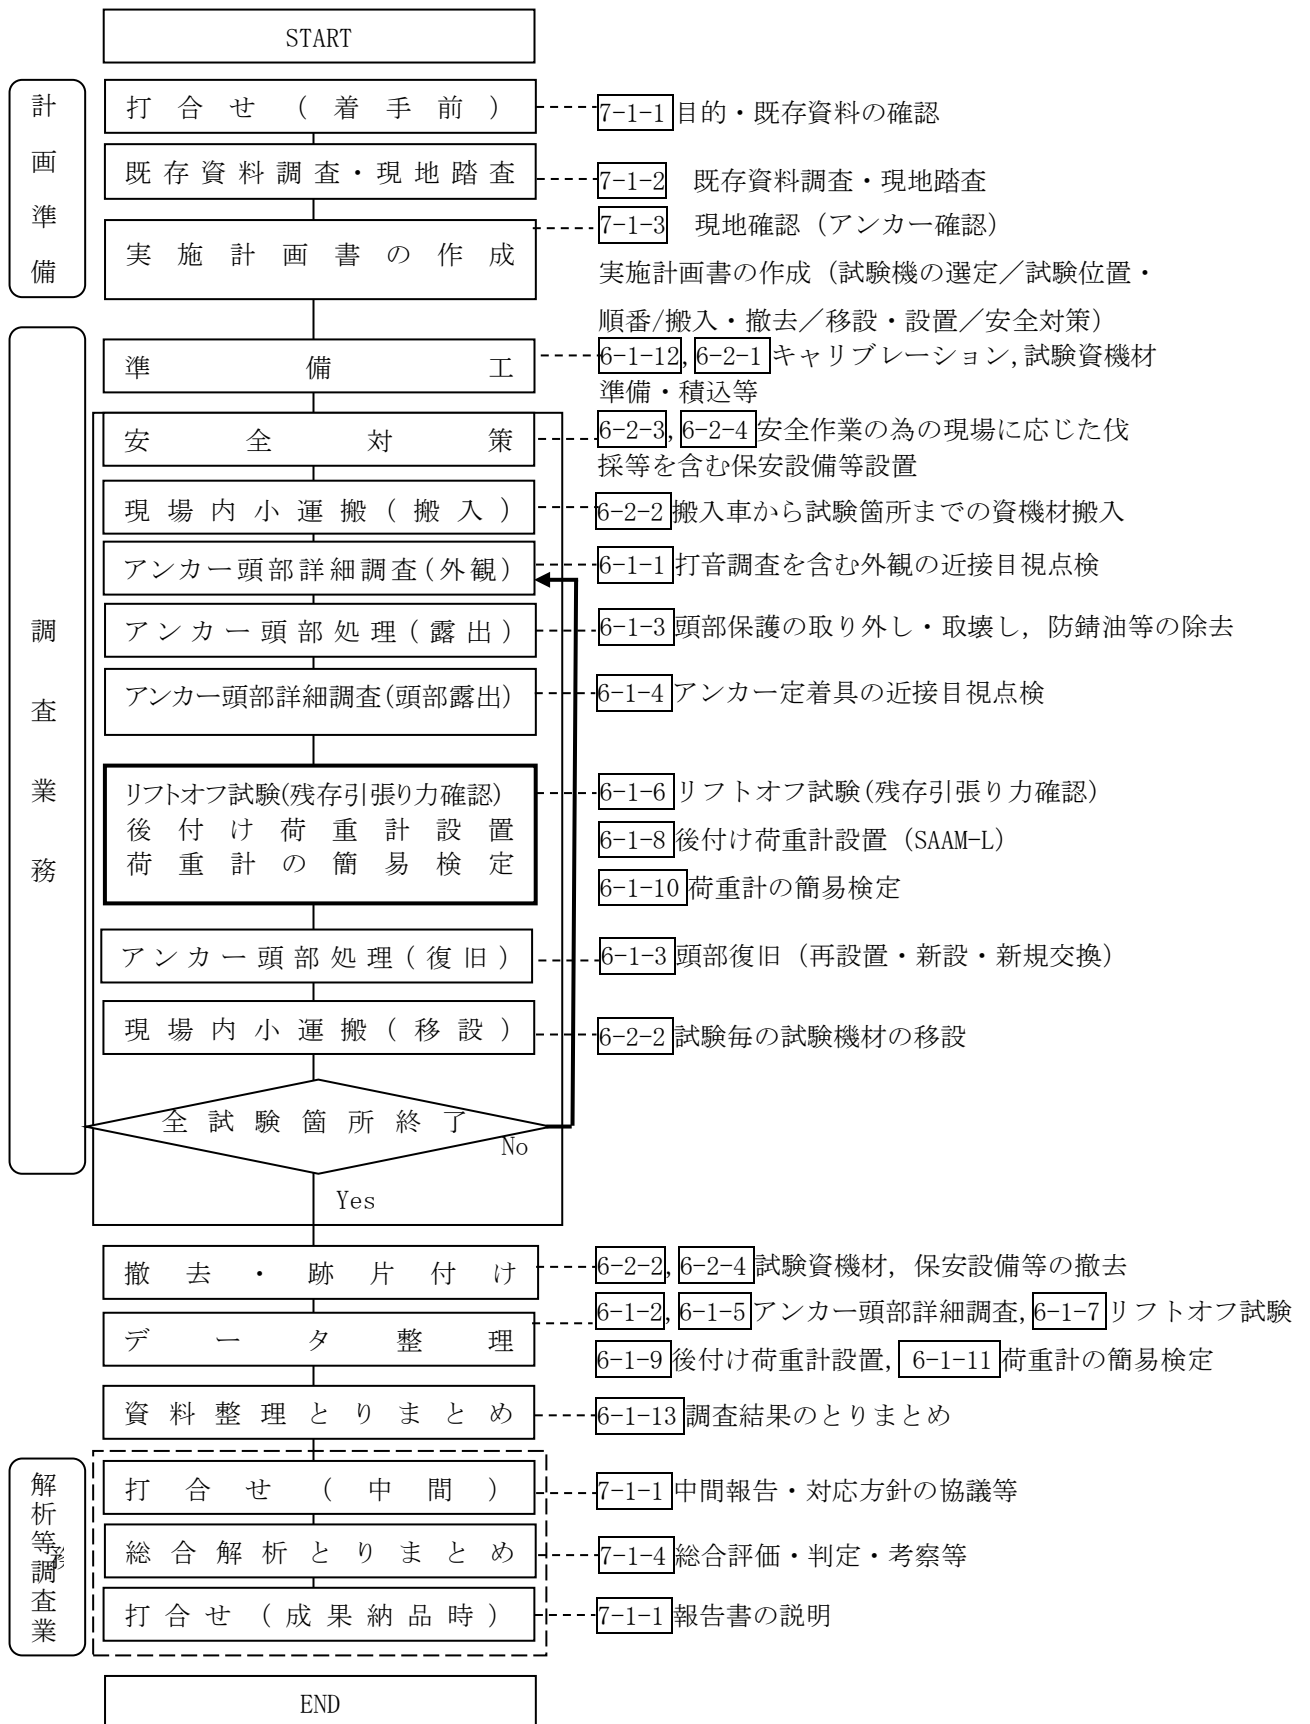 START
計画準備
打合せ（着手前）
7-1-1 目的・既存資料の確認
既存資料調査・現地踏査
7-1-2 既存資料調査・現地踏査
実施計画書の作成
7-1-3 現地確認（アンカー確認）
実施計画書の作成（試験機の選定／試験位置・
順番/搬入・撤去／移設・設置／安全対策）
調査業務
準備工
6-1-12, 6-2-1 キャリブレーション,試験資機材
準備・積込等
安全対策
6-2-3, 6-2-4 安全作業の為の現場に応じた伐
採等を含む保安設備等設置
現場内小運搬(搬入)
6-2-2 搬入車から試験箇所までの資機材搬入
アンカー頭部詳細調査(外観)
6-1-1 打音調査を含む外観の近接目視点検
アンカー頭部処理(露出)
6-1-3 頭部保護の取り外し・取壊し，防錆油等の除去
アンカー頭部詳細調査(頭部露出)
6-1-4 アンカー定着具の近接目視点検
リフトオフ試験(残存引張り力確認)
後付け荷重計設置
荷重計の簡易検定
6-1-6 リフトオフ試験(残存引張り力確認)
6-1-8 後付け荷重計設置（SAAM-L）
6-1-10 荷重計の簡易検定
アンカー頭部処理(復旧)
6-1-3 頭部復旧（再設置・新設・新規交換）
現場内小運搬(移設)
6-2-2 試験毎の試験機材の移設
全試験箇所終了
No
Yes
撤去・跡片付け
6-2-2, 6-2-4 試験資機材，保安設備等の撤去
データ整理
6-1-2, 6-1-5 アンカー頭部詳細調査, 6-1-7 リフトオフ試験
6-1-9 後付け荷重計設置, 6-1-11 荷重計の簡易検定
資料整理とりまとめ
6-1-13 調査結果のとりまとめ
解析等調査業務
打合せ(中間)
7-1-1 中間報告・対応方針の協議等
総合解析とりまとめ
7-1-4 総合評価・判定・考察等
打合せ(成果納品時)
7-1-1 報告書の説明
END